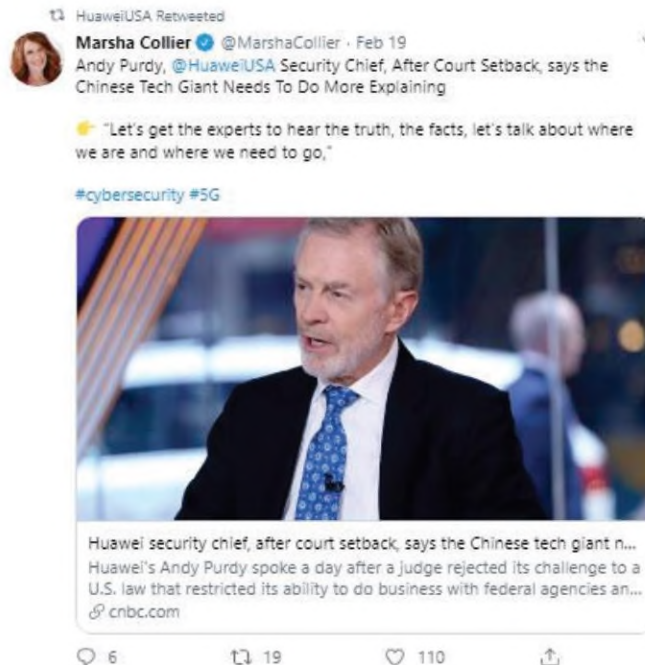 HuaweiUSA Retweeted
Marsha Collier @MarshaCollier · Feb 19
Andy Purdy, @HuaweiUSA Security Chief, After Court Setback, says the
Chinese Tech Giant Needs To Do More Explaining
👉 "Let's get the experts to hear the truth, the facts, let's talk about where
we are and where we need to go,"
#cybersecurity #5G
Huawei security chief, after court setback, says the Chinese tech giant n...
Huawei's Andy Purdy spoke a day after a judge rejected its challenge to a
U.S. law that restricted its ability to do business with federal agencies an...
cnbc.com
6 19 110